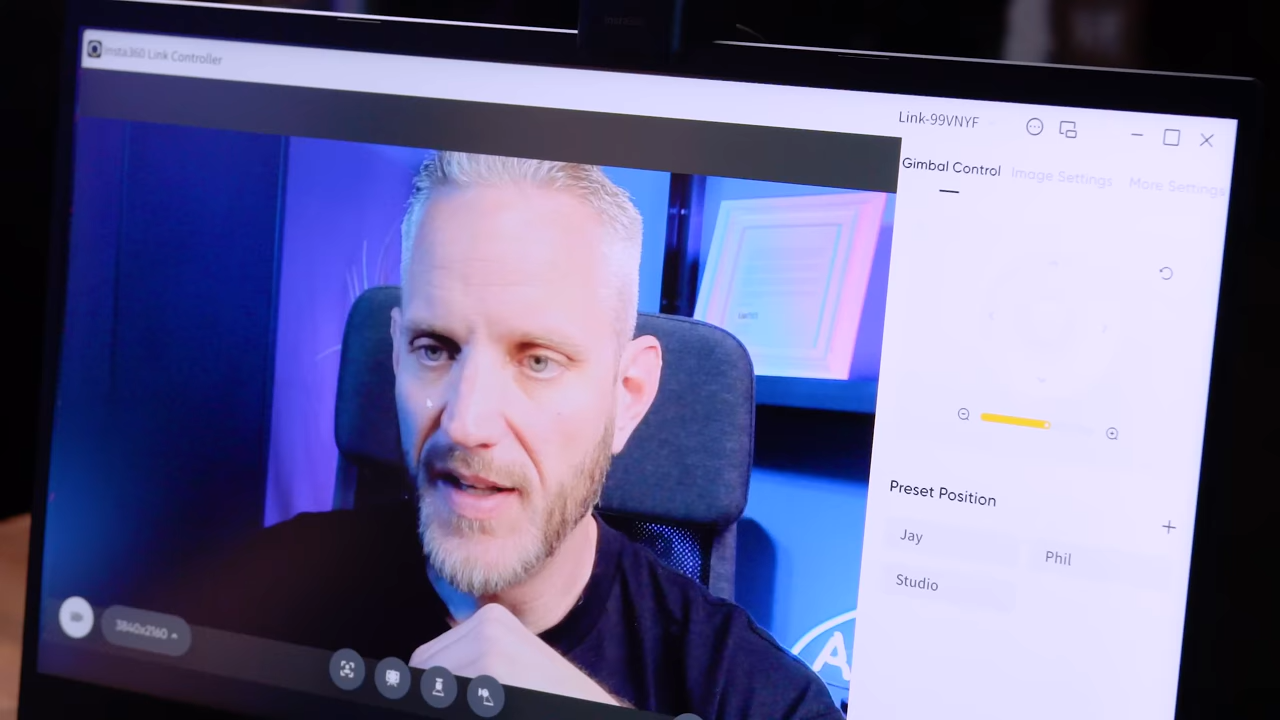 Insta360 Link Controller
Link-99VNYF
Gimbal Control Image Settings More Settings
Preset Position
Jay
Phil
Studio
3840x2160